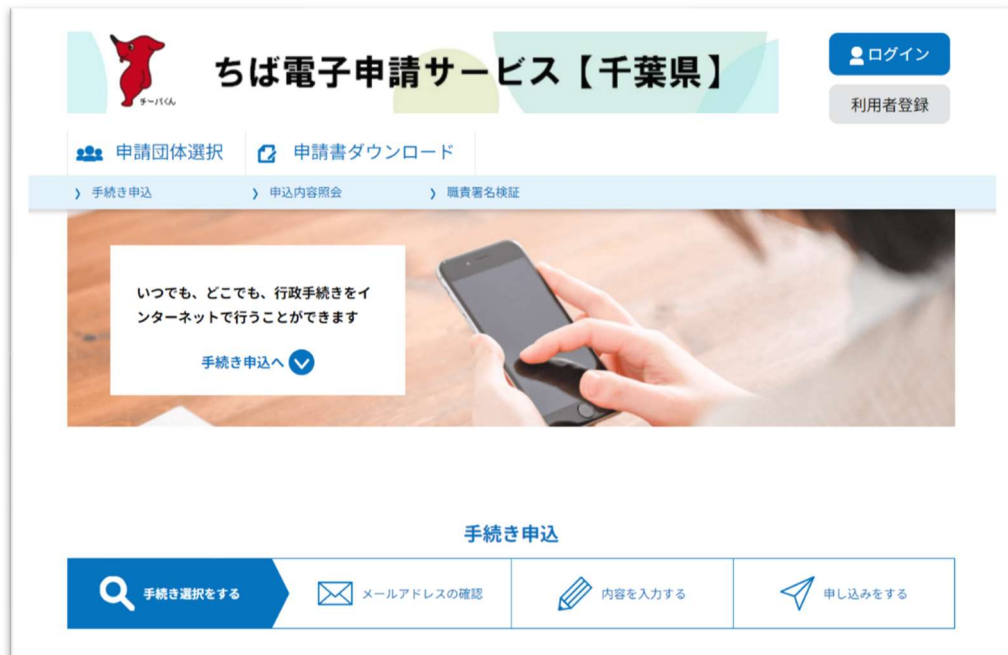 ちば電子申請サービス【千葉県】
チーバくん
ログイン
利用者登録
申請団体選択
申請書ダウンロード
手続き申込
申込内容照会
職責署名検証
いつでも、どこでも、行政手続きをイ
ンターネットで行うことができます
手続き申込へ
手続き申込
手続き選択をする
メールアドレスの確認
内容を入力する
申し込みをする